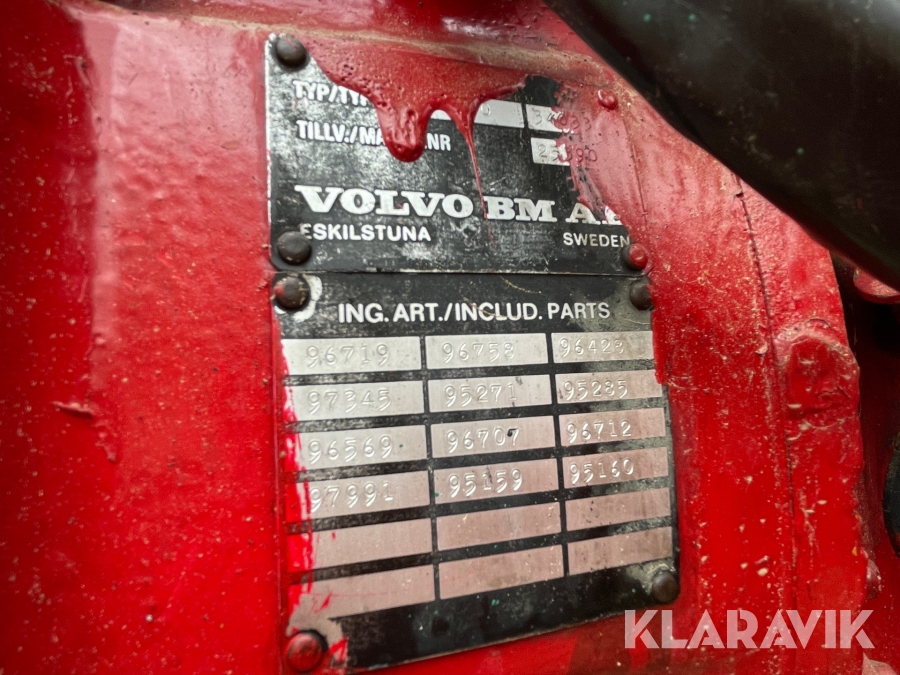 TYP/TY
TILLV./MA NR
VOLVO BM A.
ESKILSTUNA SWEDEN
ING. ART./INCLUD. PARTS
96719 96758 96423
97345 95271 95285
96569 96707 96712
97991 95159 95160
KLARAVIK